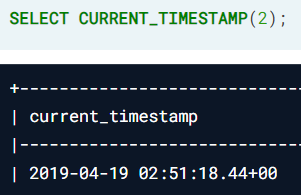 SELECT CURRENT_TIMESTAMP(2);
+-----------------------------
| current_timestamp
|-----------------------------
| 2019-04-19 02:51:18.44+00